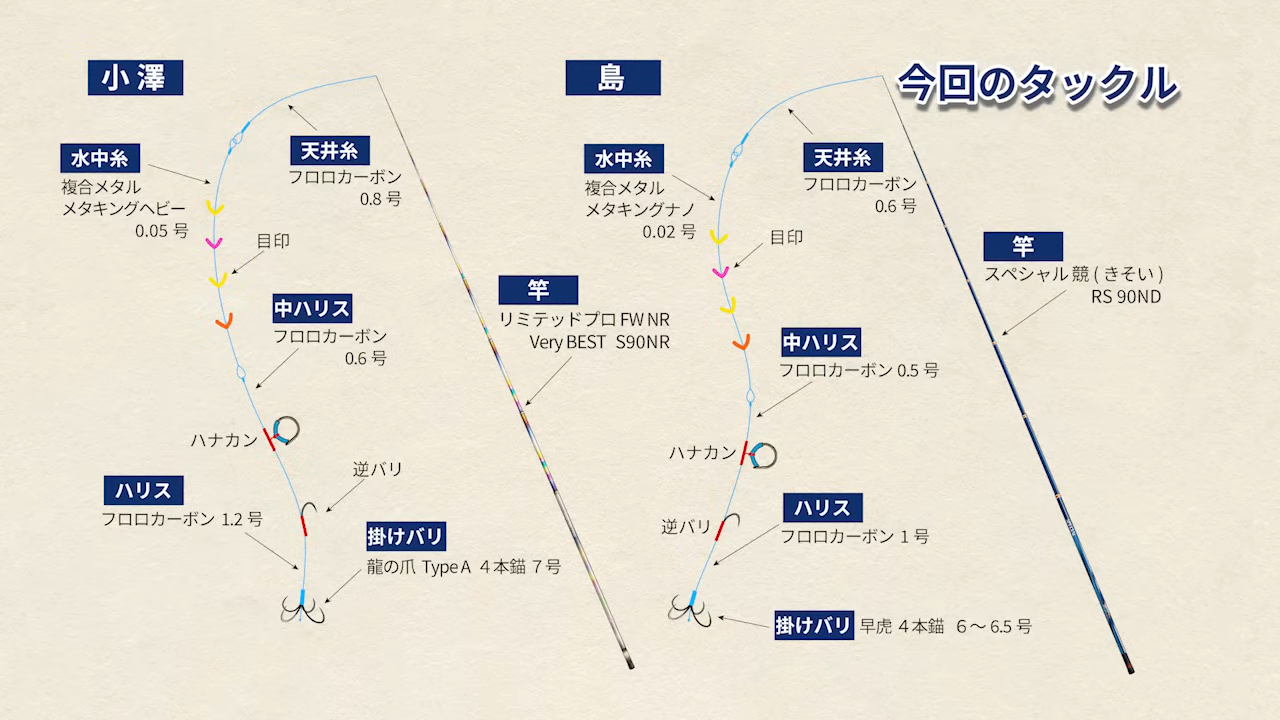 今回のタックル
小澤
天井糸
フロロカーボン
0.8 号
水中糸
複合メタル
メタキングヘビー
0.05 号
目印
竿
リミテッドプロ FW NR
Very BEST S90NR
中ハリス
フロロカーボン
0.6 号
ハナカン
逆バリ
ハリス
フロロカーボン 1.2 号
掛けバリ
龍の爪 Type A ４本錨 ７号
島
天井糸
フロロカーボン
0.6 号
水中糸
複合メタル
メタキングナノ
0.02 号
目印
竿
スペシャル 競 ( きそい )
RS 90ND
中ハリス
フロロカーボン 0.5 号
ハナカン
ハリス
フロロカーボン 1 号
逆バリ
掛けバリ 早虎 ４本錨 ６～ 6.5 号